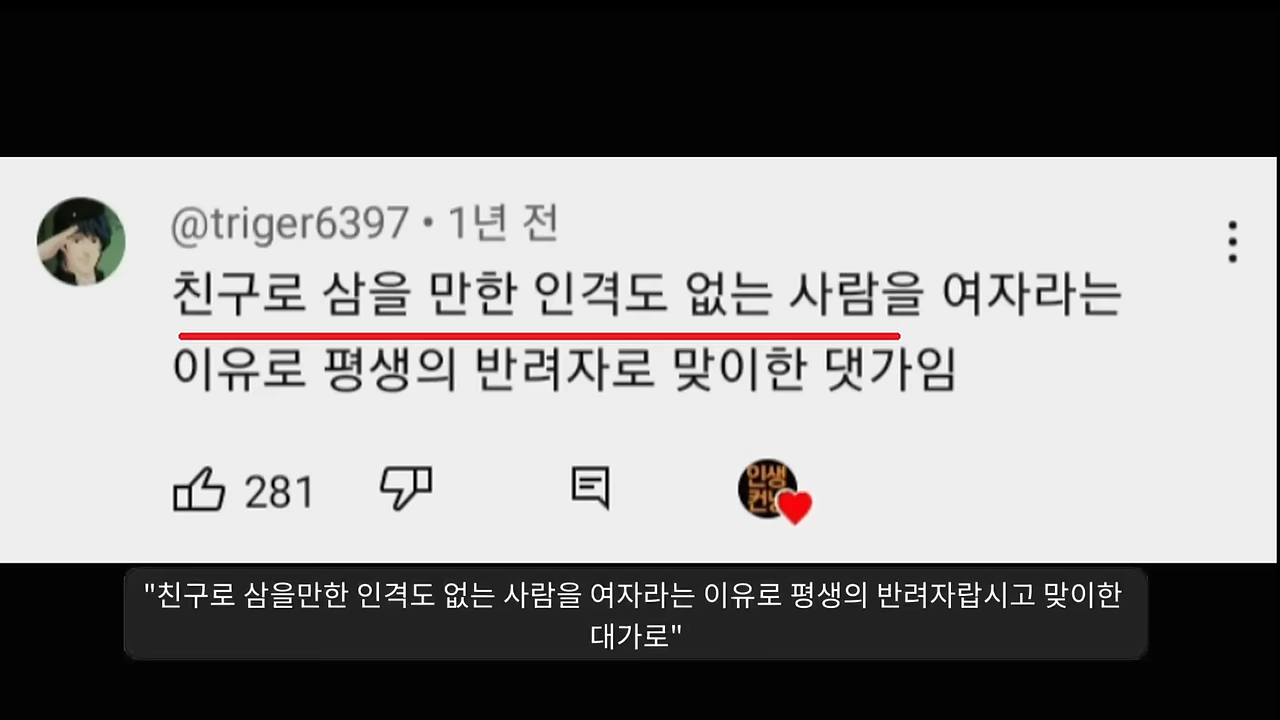 @triger6397 • 1년 전
친구로 삼을 만한 인격도 없는 사람을 여자라는
이유로 평생의 반려자로 맞이한 댓가임
281
인생
"친구로 삼을만한 인격도 없는 사람을 여자라는 이유로 평생의 반려자랍시고 맞이한
대가로"